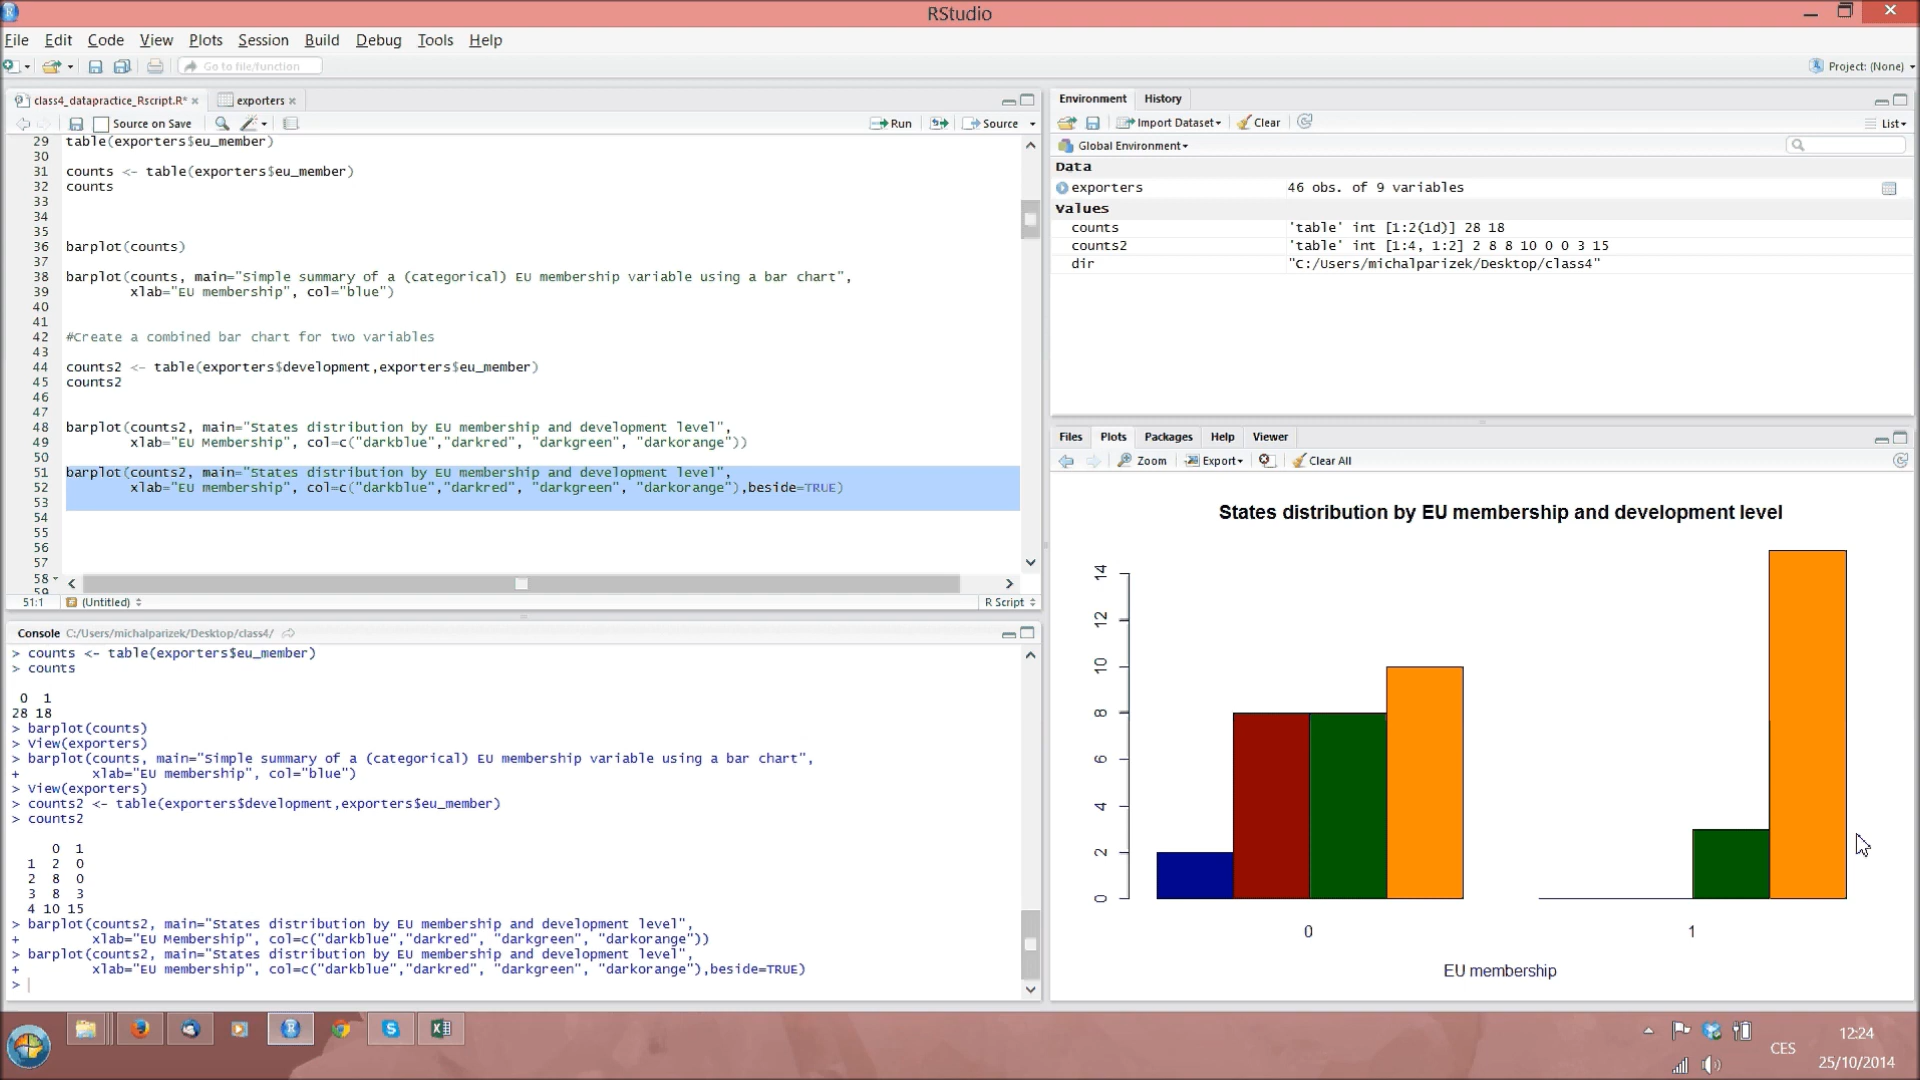 RStudio
File Edit Code View Plots Session Build Debug Tools Help
Go to file/function
Project: (None)
class4_datapractice_Rscript.R* exporters
Source on Save
Run Source
29 table(exporters$eu_member)
30
31 counts <- table(exporters$eu_member)
32 counts
33
34
35
36 barplot(counts)
37
38 barplot(counts, main="Simple summary of a (categorical) EU membership variable using a bar chart",
39 xlab="EU membership", col="blue")
40
41
42 #Create a combined bar chart for two variables
43
44 counts2 <- table(exporters$development,exporters$eu_member)
45 counts2
46
47
48 barplot(counts2, main="States distribution by EU membership and development level",
49 xlab="EU Membership", col=c("darkblue","darkred", "darkgreen", "darkorange"))
50
51 barplot(counts2, main="States distribution by EU membership and development level",
52 xlab="EU membership", col=c("darkblue","darkred", "darkgreen", "darkorange"),beside=TRUE)
53
54
55
56
57
58
59
51:1 (Untitled) R Script
Console C:/Users/michalparizek/Desktop/class4/
> counts <- table(exporters$eu_member)
> counts
0 1
28 18
> barplot(counts)
> View(exporters)
> barplot(counts, main="Simple summary of a (categorical) EU membership variable using a bar chart",
+ xlab="EU membership", col="blue")
> View(exporters)
> counts2 <- table(exporters$development,exporters$eu_member)
> counts2
0 1
1 2 0
2 8 0
3 8 3
4 10 15
> barplot(counts2, main="States distribution by EU membership and development level",
+ xlab="EU Membership", col=c("darkblue","darkred", "darkgreen", "darkorange"))
> barplot(counts2, main="States distribution by EU membership and development level",
+ xlab="EU membership", col=c("darkblue","darkred", "darkgreen", "darkorange"),beside=TRUE)
>
Environment History
Import Dataset Clear
List
Global Environment
Data
exporters 46 obs. of 9 variables
Values
counts 'table' int [1:2(1d)] 28 18
counts2 'table' int [1:4, 1:2] 2 8 8 10 0 0 3 15
dir "C:/Users/michalparizek/Desktop/class4"
Files Plots Packages Help Viewer
Zoom Export Clear All
States distribution by EU membership and development level
14
12
10
8
6
4
2
0
0 1
EU membership
CES
12:24
25/10/2014